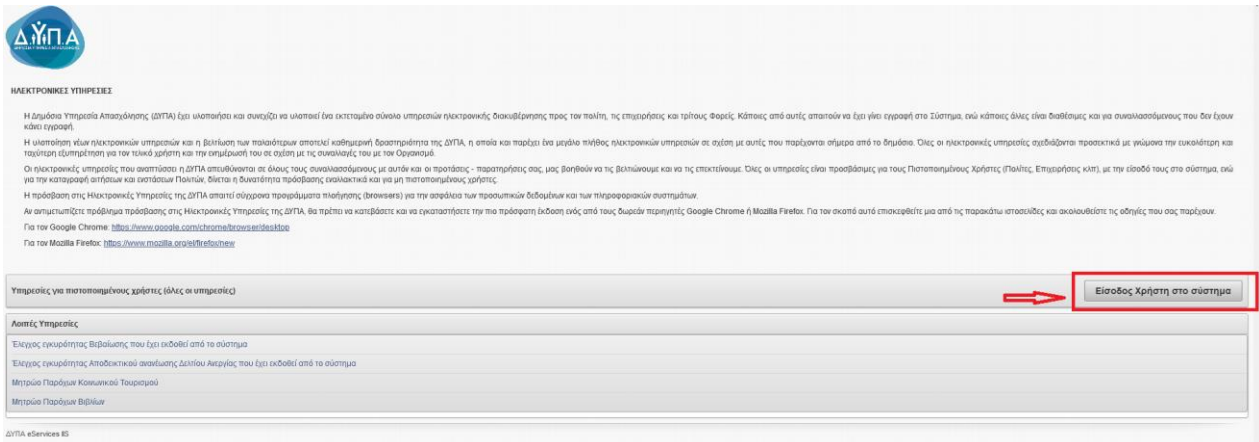 Δ.ΥΠ.Α
ΔΗΜΟΣΙΑ ΥΠΗΡΕΣΙΑ ΑΠΑΣΧΟΛΗΣΗΣ
ΗΛΕΚΤΡΟΝΙΚΕΣ ΥΠΗΡΕΣΙΕΣ
Η Δημόσια Υπηρεσία Απασχόλησης (ΔΥΠΑ) έχει υλοποιήσει και συνεχίζει να υλοποιεί ένα εκτεταμένο σύνολο υπηρεσιών ηλεκτρονικής διακυβέρνησης προς τον πολίτη, τις επιχειρήσεις και τρίτους Φορείς. Κάποιες από αυτές απαιτούν να έχει γίνει εγγραφή στο Σύστημα, ενώ κάποιες άλλες είναι διαθέσιμες και για συναλλασσόμενους που δεν έχουν
κάνει εγγραφή.
Η υλοποίηση νέων ηλεκτρονικών υπηρεσιών και η βελτίωση των παλαιότερων αποτελεί καθημερινή δραστηριότητα της ΔΥΠΑ, η οποία και παρέχει ένα μεγάλο πλήθος ηλεκτρονικών υπηρεσιών σε σχέση με αυτές που παρέχονται σήμερα από το δημόσιο. Όλες οι ηλεκτρονικές υπηρεσίες σχεδιάζονται προσεκτικά με γνώμονα την ευκολότερη και
ταχύτερη εξυπηρέτηση για τον τελικό χρήστη και την ενημέρωσή του σε σχέση με τις συναλλαγές του με τον Οργανισμό.
Οι ηλεκτρονικές υπηρεσίες που αναπτύσσει η ΔΥΠΑ απευθύνονται σε όλους τους συναλλασσόμενους με αυτόν και οι προτάσεις - παρατηρήσεις σας, μας βοηθούν να τις βελτιώνουμε και να τις επεκτείνουμε. Όλες οι υπηρεσίες είναι προσβάσιμες για τους Πιστοποιημένους Χρήστες (Πολίτες, Επιχειρήσεις κλπ), με την είσοδό τους στο σύστημα, ενώ
για την καταγραφή αιτήσεων και ενστάσεων Πολιτών, δίνεται η δυνατότητα πρόσβασης εναλλακτικά και για μη πιστοποιημένους χρήστες.
Η πρόσβαση στις Ηλεκτρονικές Υπηρεσίες της ΔΥΠΑ απαιτεί σύγχρονα προγράμματα πλοήγησης (browsers) για την ασφάλεια των προσωπικών δεδομένων και των πληροφοριακών συστημάτων.
Αν αντιμετωπίζετε πρόβλημα πρόσβασης στις Ηλεκτρονικές Υπηρεσίες της ΔΥΠΑ, θα πρέπει να κατεβάσετε και να εγκαταστήσετε την πιο πρόσφατη έκδοση ενός από τους δωρεάν περιηγητές Google Chrome ή Mozilla Firefox. Για τον σκοπό αυτό επισκεφθείτε μια από τις παρακάτω ιστοσελίδες και ακολουθείστε τις οδηγίες που σας παρέχουν.
Για τον Google Chrome: https://www.google.com/chrome/browser/desktop
Για τον Mozilla Firefox: https://www.mozilla.org/el/firefox/new
Υπηρεσίες για πιστοποιημένους χρήστες (όλες οι υπηρεσίες)
Είσοδος Χρήστη στο σύστημα
Λοιπές Υπηρεσίες
Έλεγχος εγκυρότητας Βεβαίωσης που έχει εκδοθεί από το σύστημα
Έλεγχος εγκυρότητας Αποδεικτικού ανανέωσης Δελτίου Ανεργίας που έχει εκδοθεί από το σύστημα
Μητρώο Παρόχων Κοινωνικού Τουρισμού
Μητρώο Παρόχων Βιβλίων
ΔΥΠΑ eServices IIS